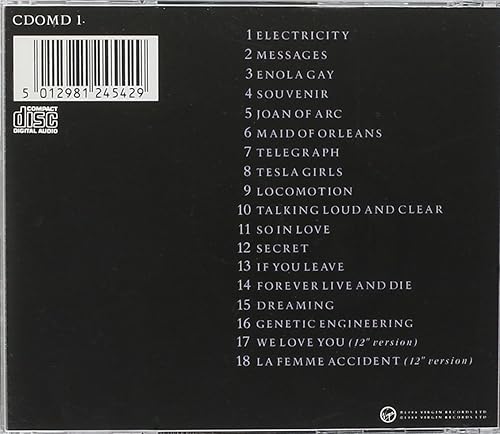 CDOMD 1.
5 012981 245429
COMPACT
disc
DIGITAL AUDIO
1 ELECTRICITY
2 MESSAGES
3 ENOLA GAY
4 SOUVENIR
5 JOAN OF ARC
6 MAID OF ORLEANS
7 TELEGRAPH
8 TESLA GIRLS
9 LOCOMOTION
10 TALKING LOUD AND CLEAR
11 SO IN LOVE
12 SECRET
13 IF YOU LEAVE
14 FOREVER LIVE AND DIE
15 DREAMING
16 GENETIC ENGINEERING
17 WE LOVE YOU (12" version)
18 LA FEMME ACCIDENT (12" version)
Virgin
VIRGIN RECORDS LTD
VIRGIN RECORDS LTD